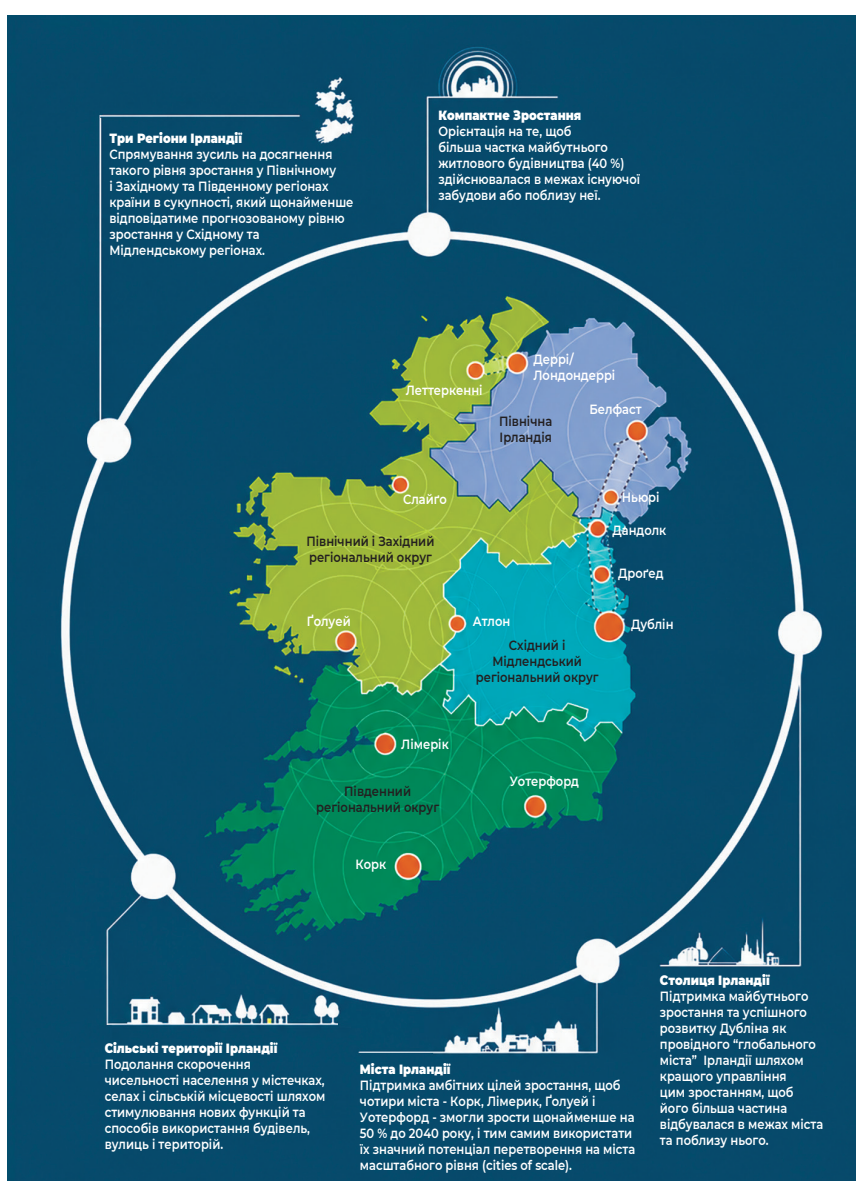 Три Регіони Ірландії
Спрямування зусиль на досягнення
такого рівня зростання у Північному
і Західному та Південному регіонах
країни в сукупності, який щонайменше
відповідатиме прогнозованому рівню
зростання у Східному та
Мідлендському регіонах.
Компактне Зростання
Орієнтація на те, щоб
більша частка майбутнього
житлового будівництва (40 %)
здійснювалася в межах існуючої
забудови або поблизу неї.
Деррі/
Лондондеррі
Леттеркенні
Белфаст
Північна
Ірландія
Слайґо
Ньюрі
Дандолк
Північний і Західний
регіональний округ
Дроґед
Ґолуей
Атлон
Дублін
Східний і
Мідлендський
регіональний округ
Лімерік
Південний
регіональний округ
Уотерфорд
Корк
Сільські території Ірландії
Подолання скорочення
чисельності населення у містечках,
селах і сільській місцевості шляхом
стимулювання нових функцій та
способів використання будівель,
вулиць і територій.
Міста Ірландії
Підтримка амбітних цілей зростання, щоб
чотири міста - Корк, Лімерик, Ґолуей і
Уотерфорд - змогли зрости щонайменше на
50 % до 2040 року, і тим самим використати
їх значний потенціал перетворення на міста
масштабного рівня (cities of scale).
Столиця Ірландії
Підтримка майбутнього
зростання та успішного
розвитку Дубліна як
провідного “глобального
міста” Ірландії шляхом
кращого управління
цим зростанням, щоб
його більша частина
відбувалася в межах міста
та поблизу нього.